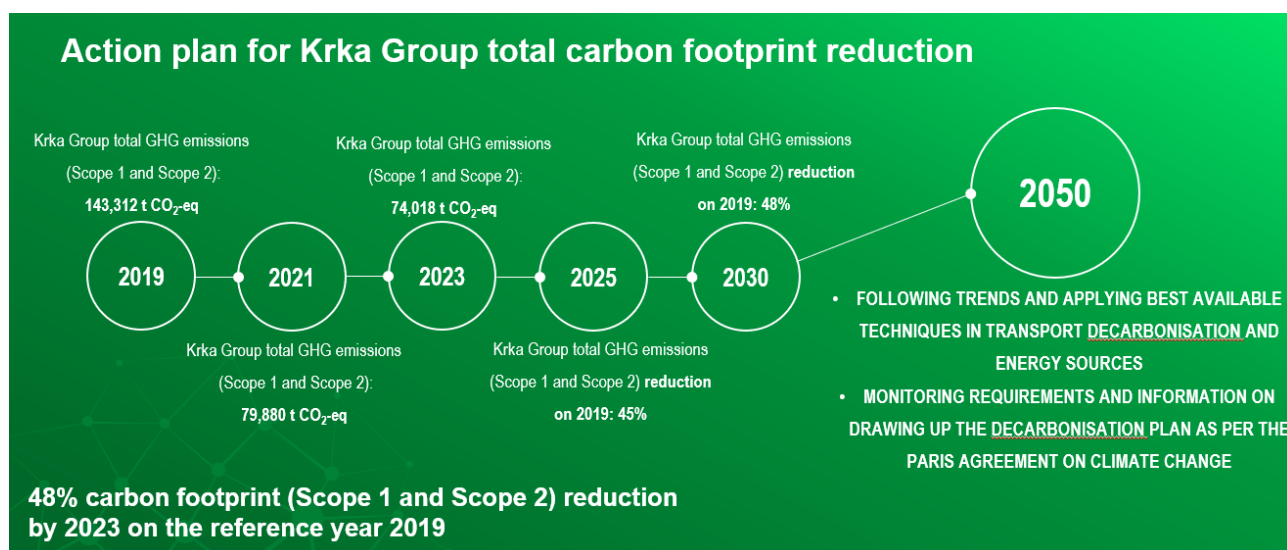 Action plan for Krka Group total carbon footprint reduction
Krka Group total GHG emissions
(Scope 1 and Scope 2):
143,312 t CO₂-eq
2019
Krka Group total GHG emissions
(Scope 1 and Scope 2):
79,880 t CO₂-eq
2021
Krka Group total GHG emissions
(Scope 1 and Scope 2):
74,018 t CO₂-eq
2023
Krka Group total GHG emissions
(Scope 1 and Scope 2) reduction
on 2019: 45%
2025
Krka Group total GHG emissions
(Scope 1 and Scope 2) reduction
on 2019: 48%
2030
2050
• FOLLOWING TRENDS AND APPLYING BEST AVAILABLE
TECHNIQUES IN TRANSPORT DECARBONISATION AND
ENERGY SOURCES
• MONITORING REQUIREMENTS AND INFORMATION ON
DRAWING UP THE DECARBONISATION PLAN AS PER THE
PARIS AGREEMENT ON CLIMATE CHANGE
48% carbon footprint (Scope 1 and Scope 2) reduction
by 2023 on the reference year 2019